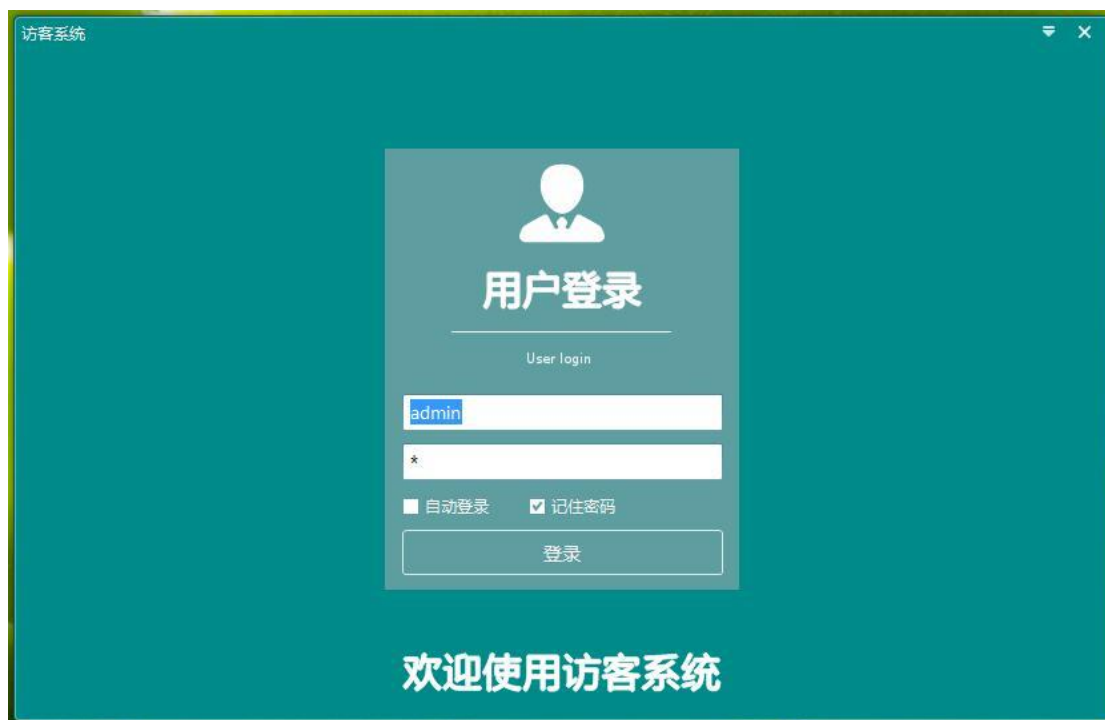 访客系统
用户登录
User login
admin
*
自动登录 记住密码
登录
欢迎使用访客系统